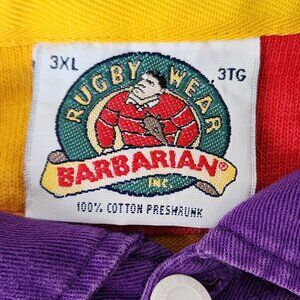 3XL 3TG
RUGBY WEAR
BARBARIAN®
INC.
100% COTTON PRESHRUNK